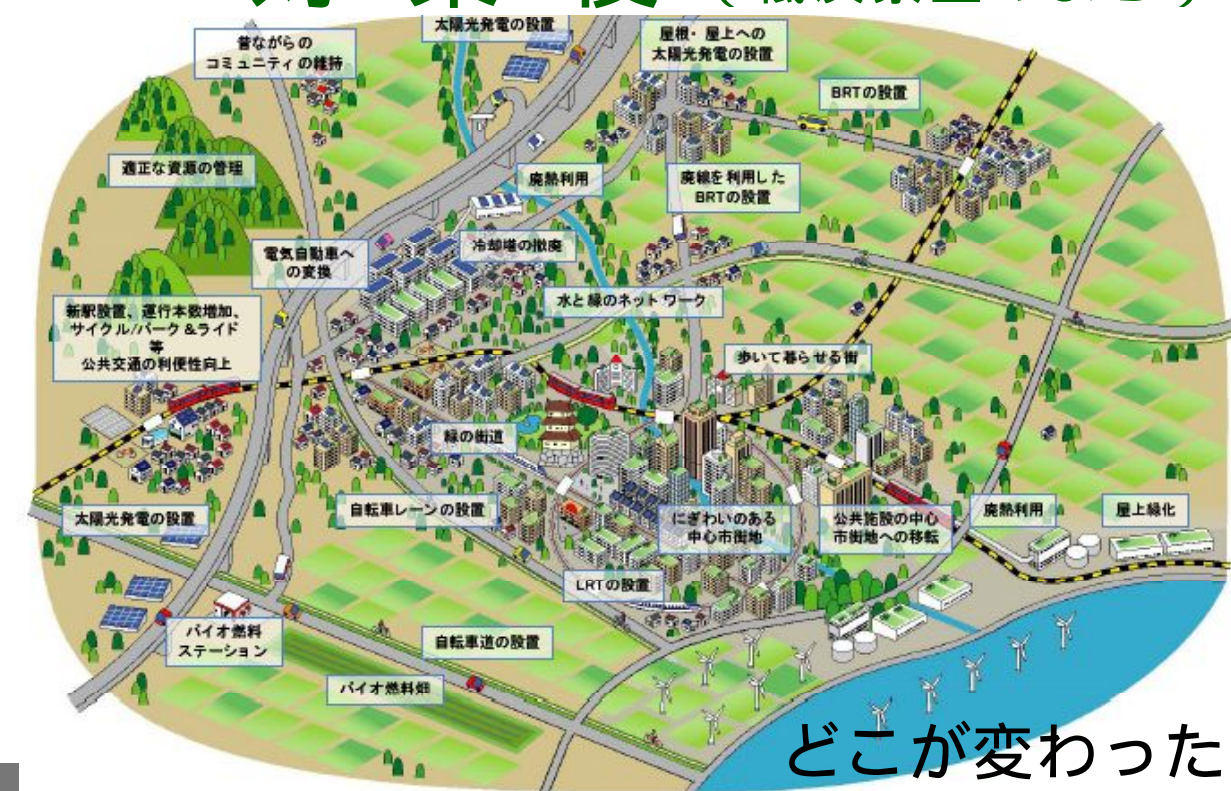 対策後(低炭素型のまち)
太陽光発電の設置
昔ながらの
コミュニティの維持
屋根・屋上への
太陽光発電の設置
BRTの設置
適正な資源の管理
廃熱利用
廃線を利用した
BRTの設置
電気自動車へ
の変換
冷却塔の撤廃
水と緑のネットワーク
新駅設置、運行本数増加、
サイクル/パーク&ライド
等
公共交通の利便性向上
歩いて暮らせる街
緑の街道
太陽光発電の設置
自転車レーンの設置
にぎわいのある
中心市街地
公共施設の中心
市街地への移転
廃熱利用
屋上緑化
LRTの設置
バイオ燃料
ステーション
自転車道の設置
バイオ燃料畑
どこが変わった